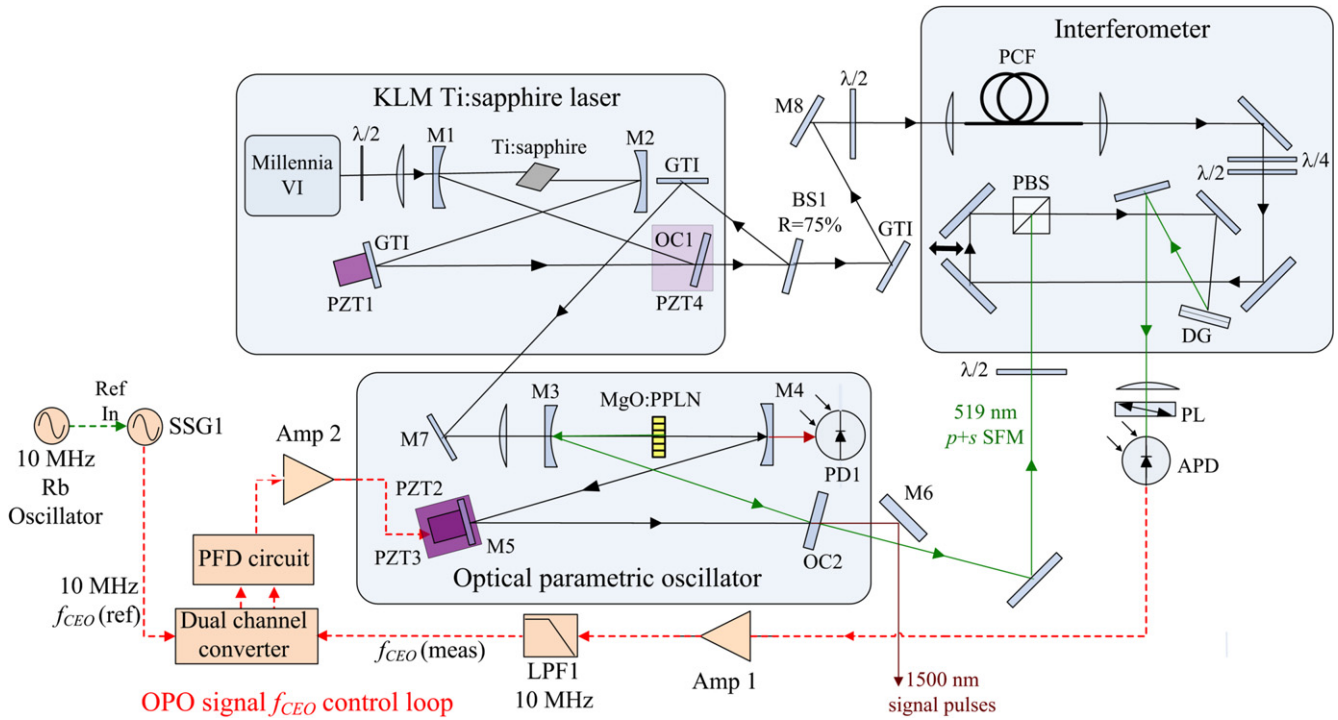 Interferometer
PCF
KLM Ti:sapphire laser
M8
λ/2
λ/2
M1
Ti:sapphire
M2
GTI
Millennia
VI
λ/4
λ/2
PBS
BS1
R=75%
GTI
GTI
OC1
PZT1
PZT4
DG
λ/2
Ref
In
SSG1
10 MHz
Rb
Oscillator
Amp 2
M7
M3
MgO:PPLN
M4
PD1
519 nm
p+s SFM
PL
APD
PZT2
PZT3
M5
M6
OC2
PFD circuit
Optical parametric oscillator
10 MHz
fCEO (ref)
Dual channel
converter
fCEO (meas)
LPF1
10 MHz
Amp 1
1500 nm
signal pulses
OPO signal fCEO control loop